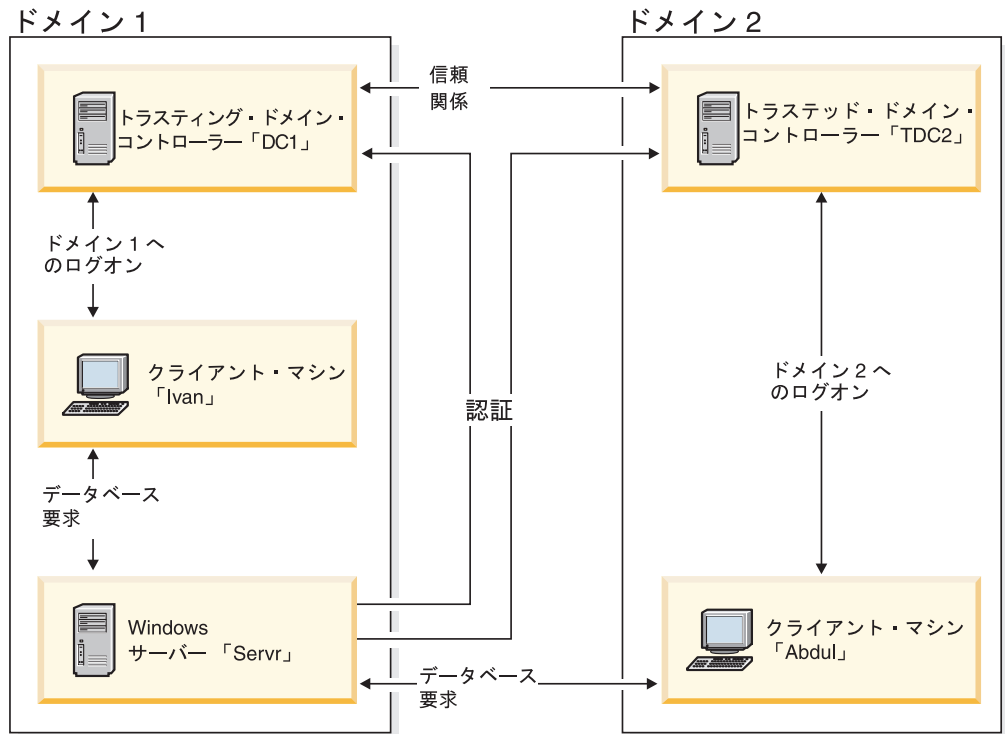 ドメイン 1
トラスティング・ドメイン・
コントローラー「DC1」
ドメイン 1 へ
のログオン
クライアント・マシン
「Ivan」
データベース
要求
Windows
サーバー 「Servr」
信頼
関係
認証
データベース
要求
ドメイン 2
トラステッド・ドメイン・
コントローラー「TDC2」
ドメイン 2 へ
のログオン
クライアント・マシン
「Abdul」